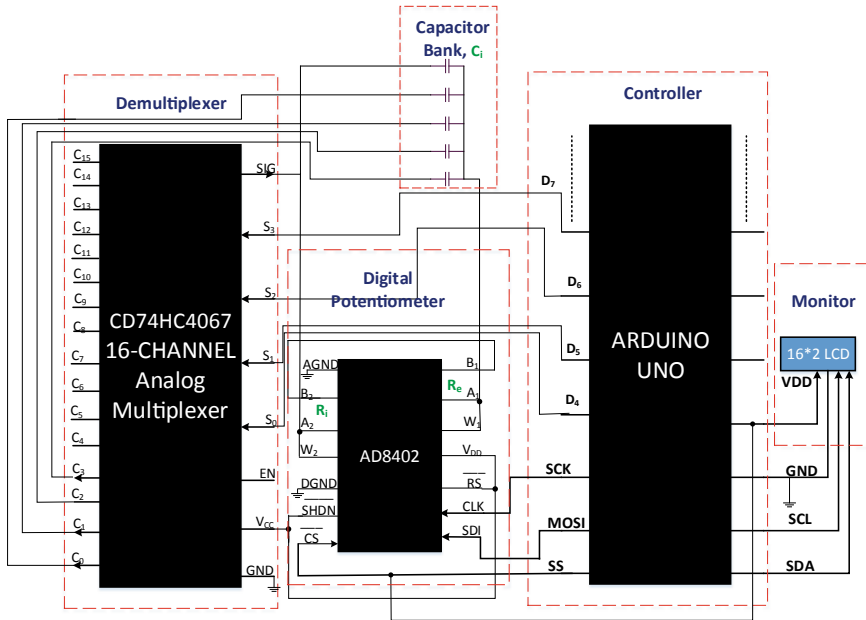 Capacitor
Bank, Ci
Demultiplexer
Controller
C15
C14
C13
C12
C11
C10
C9
C8
C7
C6
C5
C4
C3
C2
C1
C0
CD74HC4067
16-CHANNEL
Analog
Multiplexer
SIG
S3
S2
S1
S0
EN
VCC
GND
Digital
Potentiometer
AGND
B2
Ri
A2
W2
DGND
SHDN
CS
AD8402
B1
Re
A1
W1
VDD
RS
CLK
SDI
D7
D6
D5
D4
SCK
MOSI
SS
ARDUINO
UNO
GND
SCL
SDA
Monitor
16*2 LCD
VDD